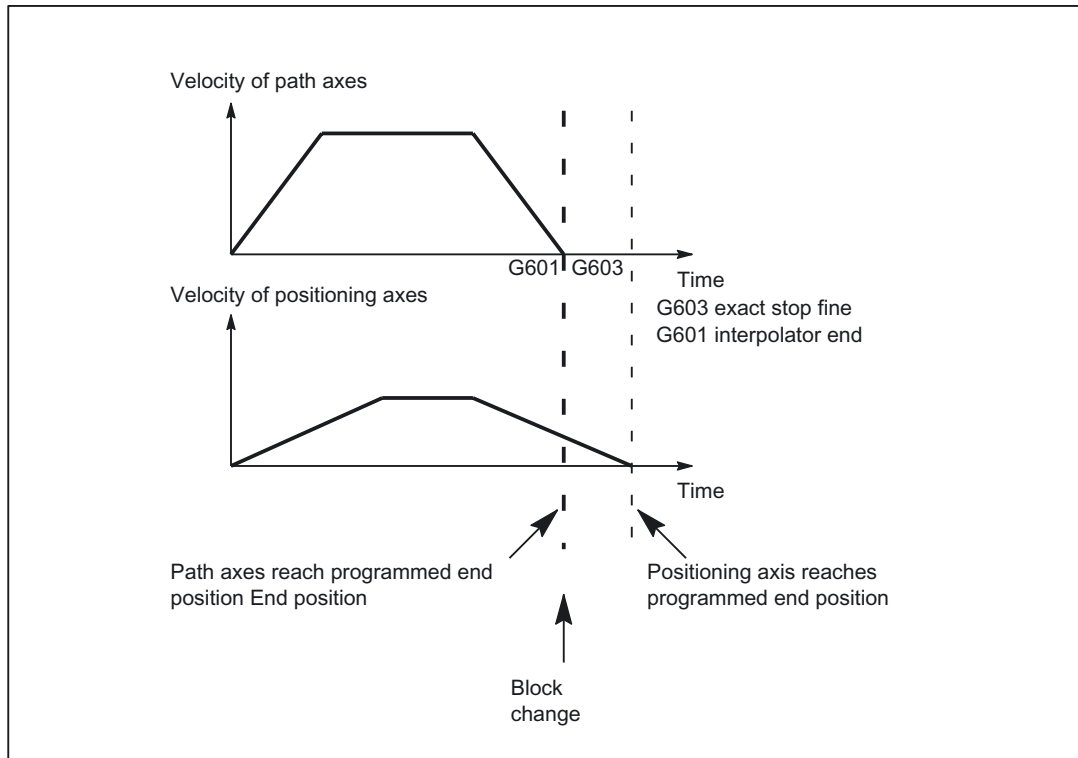 Velocity of path axes
G601
G603
Time
Velocity of positioning axes
G603 exact stop fine
G601 interpolator end
Time
Path axes reach programmed end
position End position
Positioning axis reaches
programmed end position
Block
change